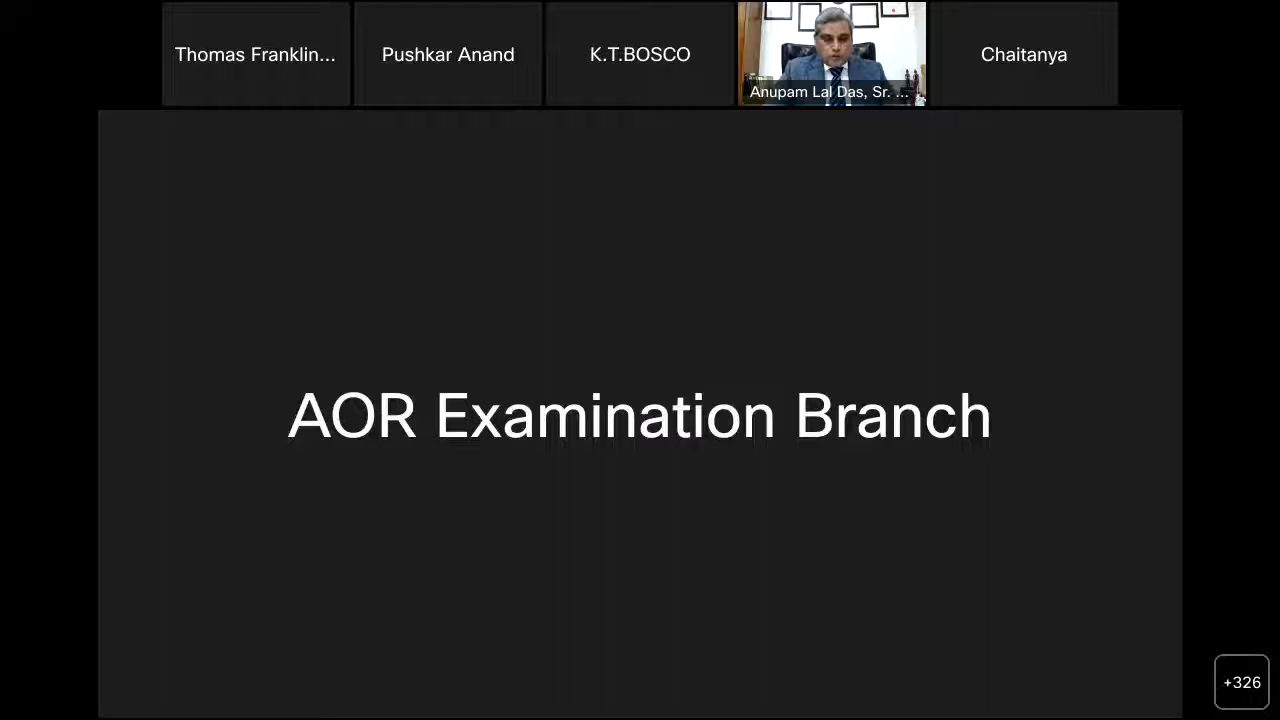 Thomas Franklin...
Pushkar Anand
K.T.BOSCO
Anupam Lal Das, Sr. ...
Chaitanya
AOR Examination Branch
+326